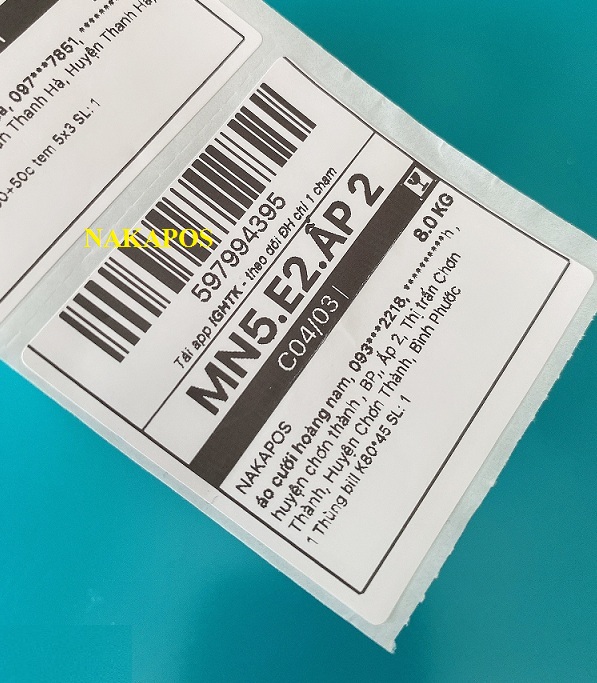 097***7851,
Thanh Hà, Huyện Thanh Hà,
50c tem 5x3 SL: 1
NAKAPOS
597994395
Tải app IGHTK - theo dõi ĐH chỉ 1 chạm
MN5.E2.ẤP 2
C04/03 |
8.0 KG
NAKAPOS
áo cưới hoàng nam, 093***2218, **********h,
huyện chơn thành , BP ,, Ấp 2, Thị trấn Chơn
Thành, Huyện Chơn Thành, Bình Phước
1 Thùng bill K80*45 SL: 1